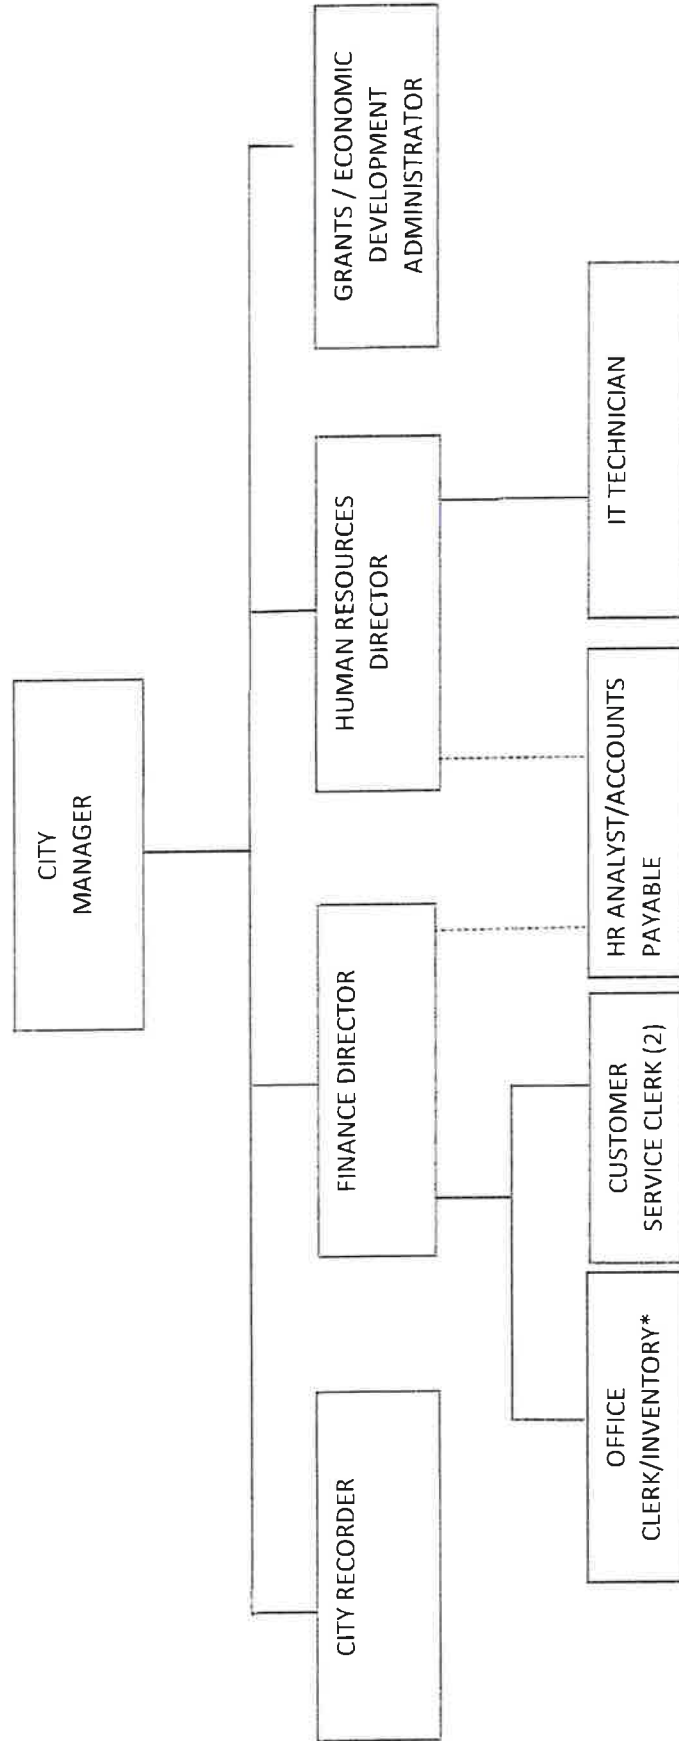 CITY
MANAGER
CITY RECORDER
FINANCE DIRECTOR
HUMAN RESOURCES
DIRECTOR
GRANTS / ECONOMIC
DEVELOPMENT
ADMINISTRATOR
OFFICE
CLERK/INVENTORY*
CUSTOMER
SERVICE CLERK (2)
HR ANALYST/ACCOUNTS
PAYABLE
IT TECHNICIAN